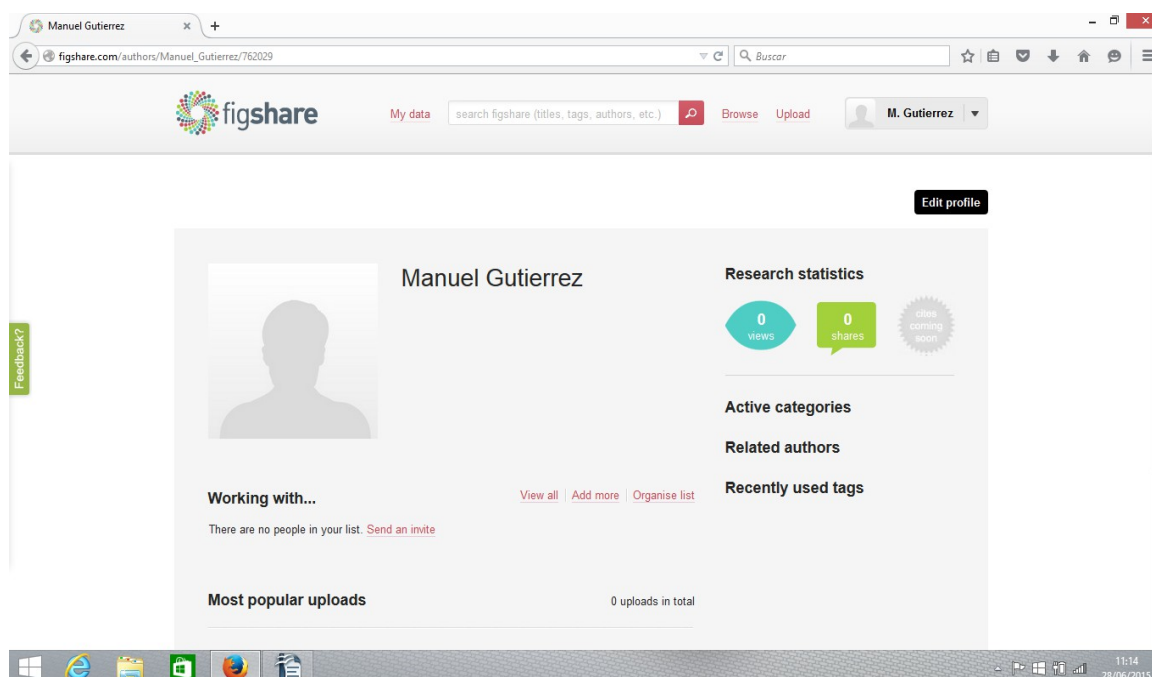 Manuel Gutierrez
figshare.com/authors/Manuel_Gutierrez/762029
Buscar
figshare
My data
search figshare (titles, tags, authors, etc.)
Browse
Upload
M. Gutierrez
Edit profile
Manuel Gutierrez
Research statistics
0
views
0
shares
cites
coming
soon
Feedback?
Active categories
Related authors
Recently used tags
Working with...
View all
Add more
Organise list
There are no people in your list. Send an invite
Most popular uploads
0 uploads in total
11:14
28/06/2015